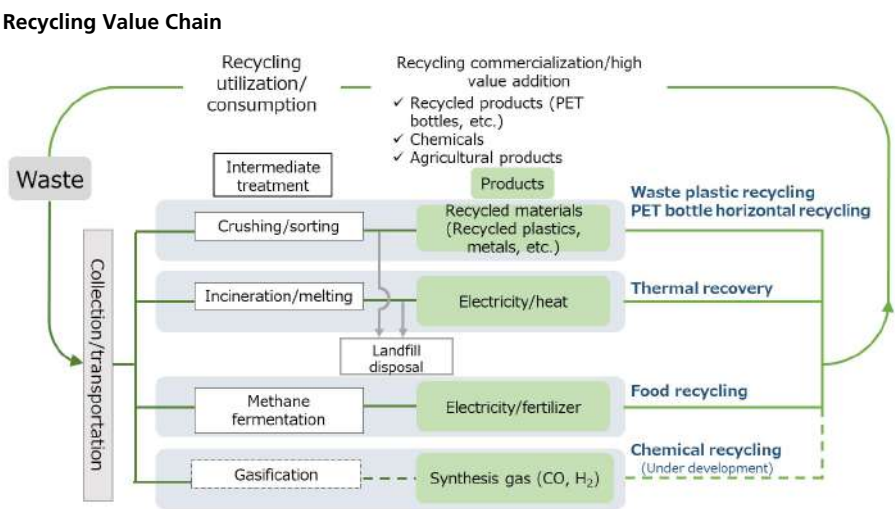 Recycling Value Chain
Recycling
utilization/
consumption
Recycling commercialization/high
value addition
✓ Recycled products (PET
bottles, etc.)
✓ Chemicals
✓ Agricultural products
Waste
Intermediate
treatment
Products
Collection/transportation
Crushing/sorting
Recycled materials
(Recycled plastics,
metals, etc.)
Waste plastic recycling
PET bottle horizontal recycling
Incineration/melting
Electricity/heat
Thermal recovery
Landfill
disposal
Methane
fermentation
Electricity/fertilizer
Food recycling
Gasification
Synthesis gas (CO, H₂)
Chemical recycling
(Under development)